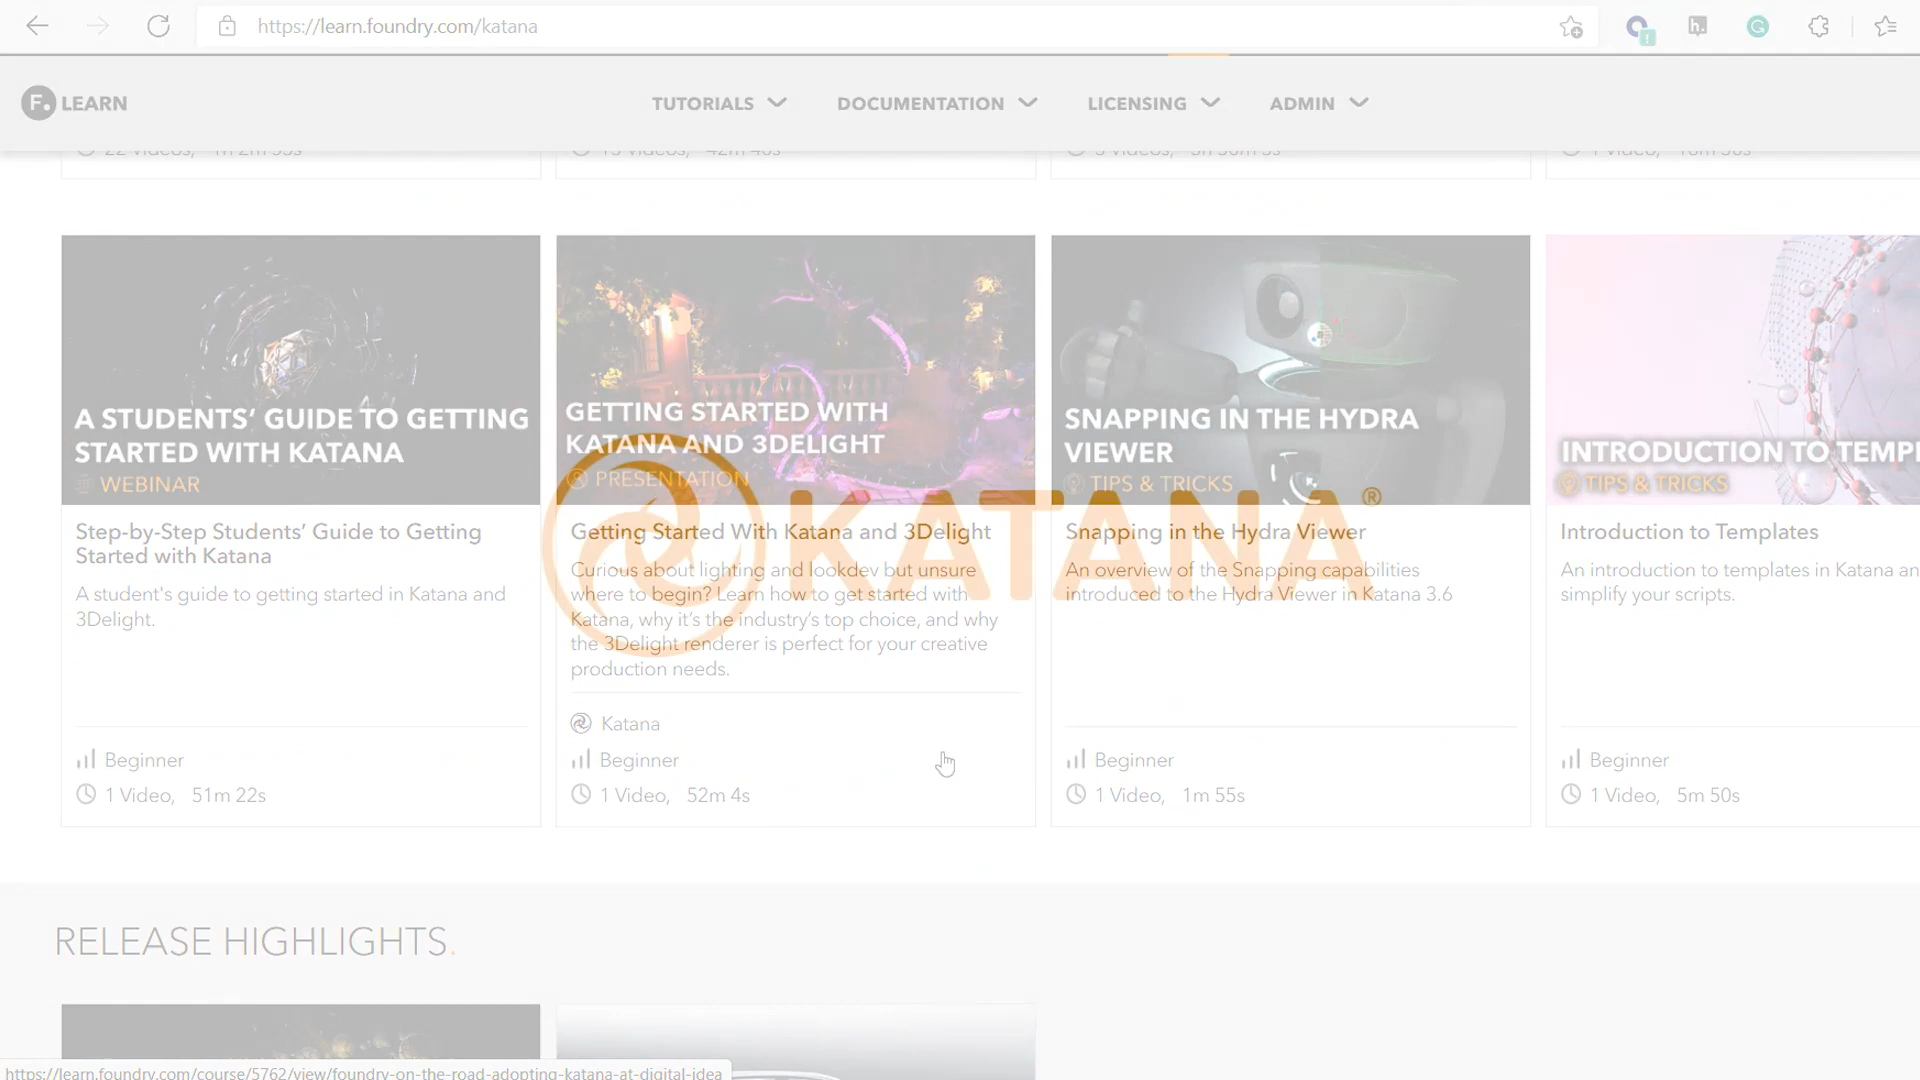 https://learn.foundry.com/katana
F. LEARN
TUTORIALS
DOCUMENTATION
LICENSING
ADMIN
22 Videos, 1h 2m 53s
A STUDENTS’ GUIDE TO GETTING
STARTED WITH KATANA
WEBINAR
Step-by-Step Students’ Guide to Getting
Started with Katana
A student's guide to getting started in Katana and
3Delight.
Beginner
1 Video, 51m 22s
GETTING STARTED WITH
KATANA AND 3DELIGHT
PRESENTATION
Getting Started With Katana and 3Delight
Curious about lighting and lookdev but unsure
where to begin? Learn how to get started with
Katana, why it’s the industry’s top choice, and why
the 3Delight renderer is perfect for your creative
production needs.
Katana
Beginner
1 Video, 52m 4s
SNAPPING IN THE HYDRA
VIEWER
TIPS & TRICKS
Snapping in the Hydra Viewer
An overview of the Snapping capabilities
introduced to the Hydra Viewer in Katana 3.6
Beginner
1 Video, 1m 55s
INTRODUCTION TO TEMP
TIPS & TRICKS
Introduction to Templates
An introduction to templates in Katana an
simplify your scripts.
Beginner
1 Video, 5m 50s
KATANA®
RELEASE HIGHLIGHTS.
https://learn.foundry.com/course/5762/view/foundry-on-the-road-adopting-katana-at-digital-idea